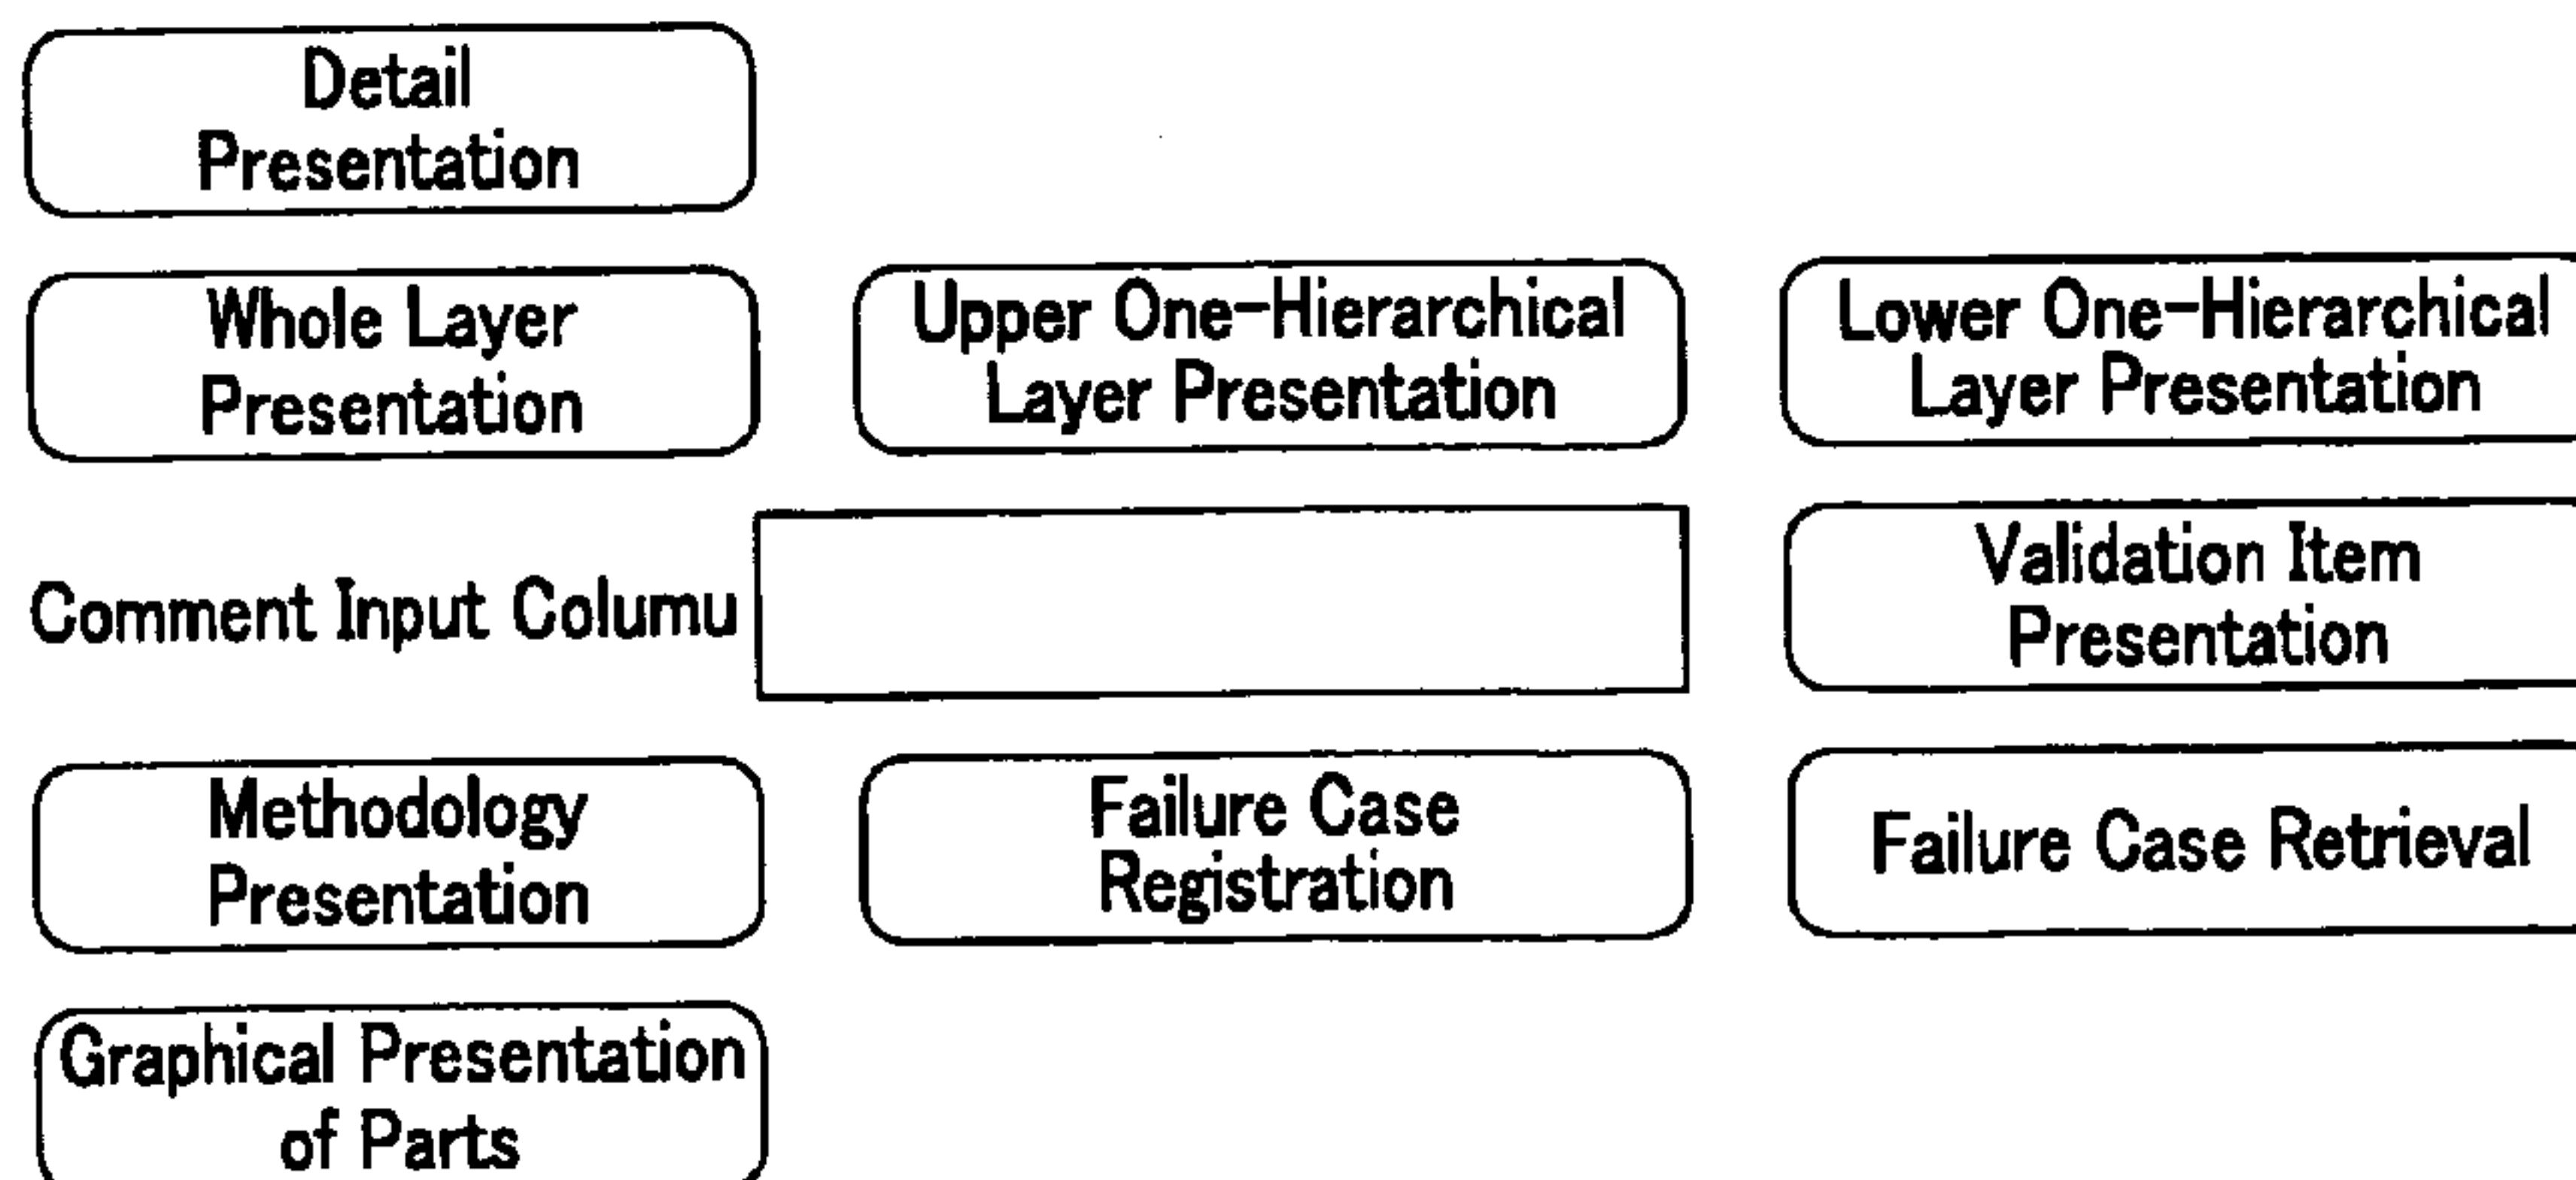 Detail
Presentation
Whole Layer
Presentation
Upper One-Hierarchical
Layer Presentation
Lower One-Hierarchical
Layer Presentation
Comment Input Columu
Validation Item
Presentation
Methodology
Presentation
Failure Case
Registration
Failure Case Retrieval
Graphical Presentation
of Parts